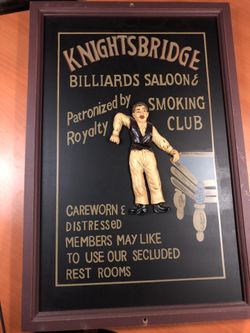 KNIGHTSBRIDGE
BILLIARDS SALOON &
Patronized by SMOKING
Royalty CLUB
CAREWORN &
DISTRESSED
MEMBERS MAY LIKE
TO USE OUR SECLUDED
REST ROOMS